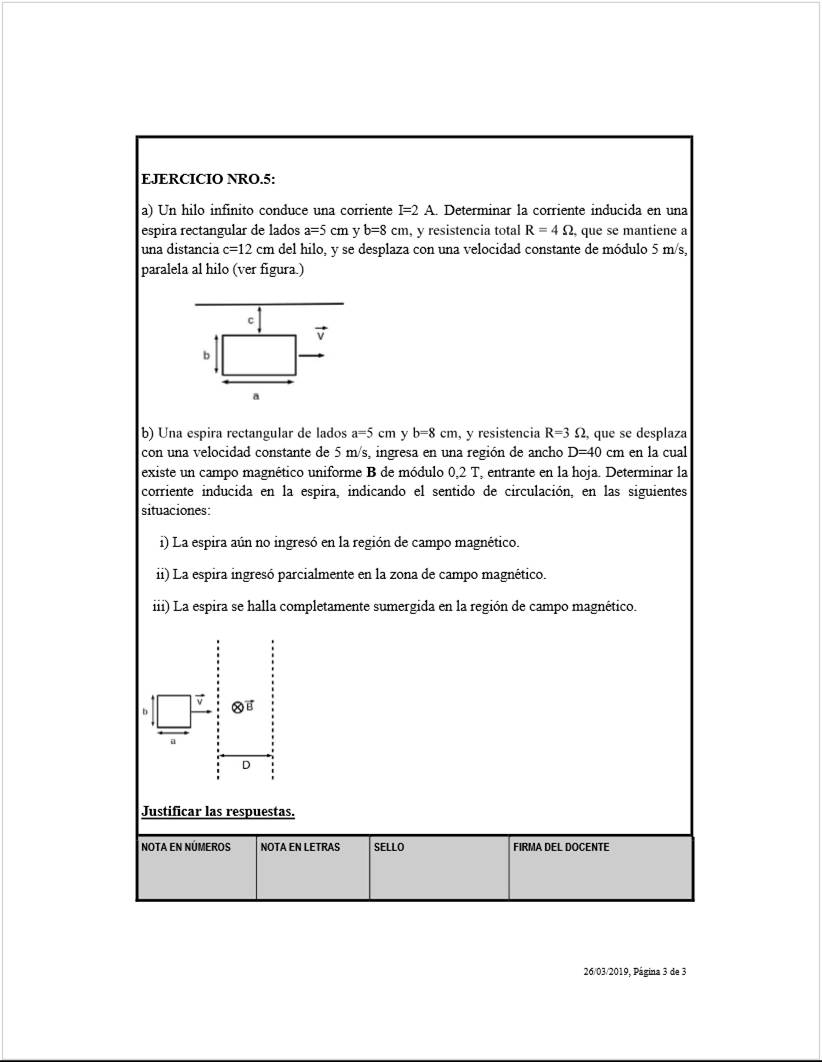 EJERCICIO NRO.5:
a) Un hilo infinito conduce una corriente I=2 A. Determinar la corriente inducida en una
espira rectangular de lados a=5 cm y b=8 cm, y resistencia total R = 4 Ω, que se mantiene a
una distancia c=12 cm del hilo, y se desplaza con una velocidad constante de módulo 5 m/s,
paralela al hilo (ver figura.)
c
v
b
a
b) Una espira rectangular de lados a=5 cm y b=8 cm, y resistencia R=3 Ω, que se desplaza
con una velocidad constante de 5 m/s, ingresa en una región de ancho D=40 cm en la cual
existe un campo magnético uniforme B de módulo 0,2 T, entrante en la hoja. Determinar la
corriente inducida en la espira, indicando el sentido de circulación, en las siguientes
situaciones:
i) La espira aún no ingresó en la región de campo magnético.
ii) La espira ingresó parcialmente en la zona de campo magnético.
iii) La espira se halla completamente sumergida en la región de campo magnético.
b
v
B
a
D
Justificar las respuestas.
NOTA EN NÚMEROS NOTA EN LETRAS SELLO FIRMA DEL DOCENTE
26/03/2019, Página 3 de 3